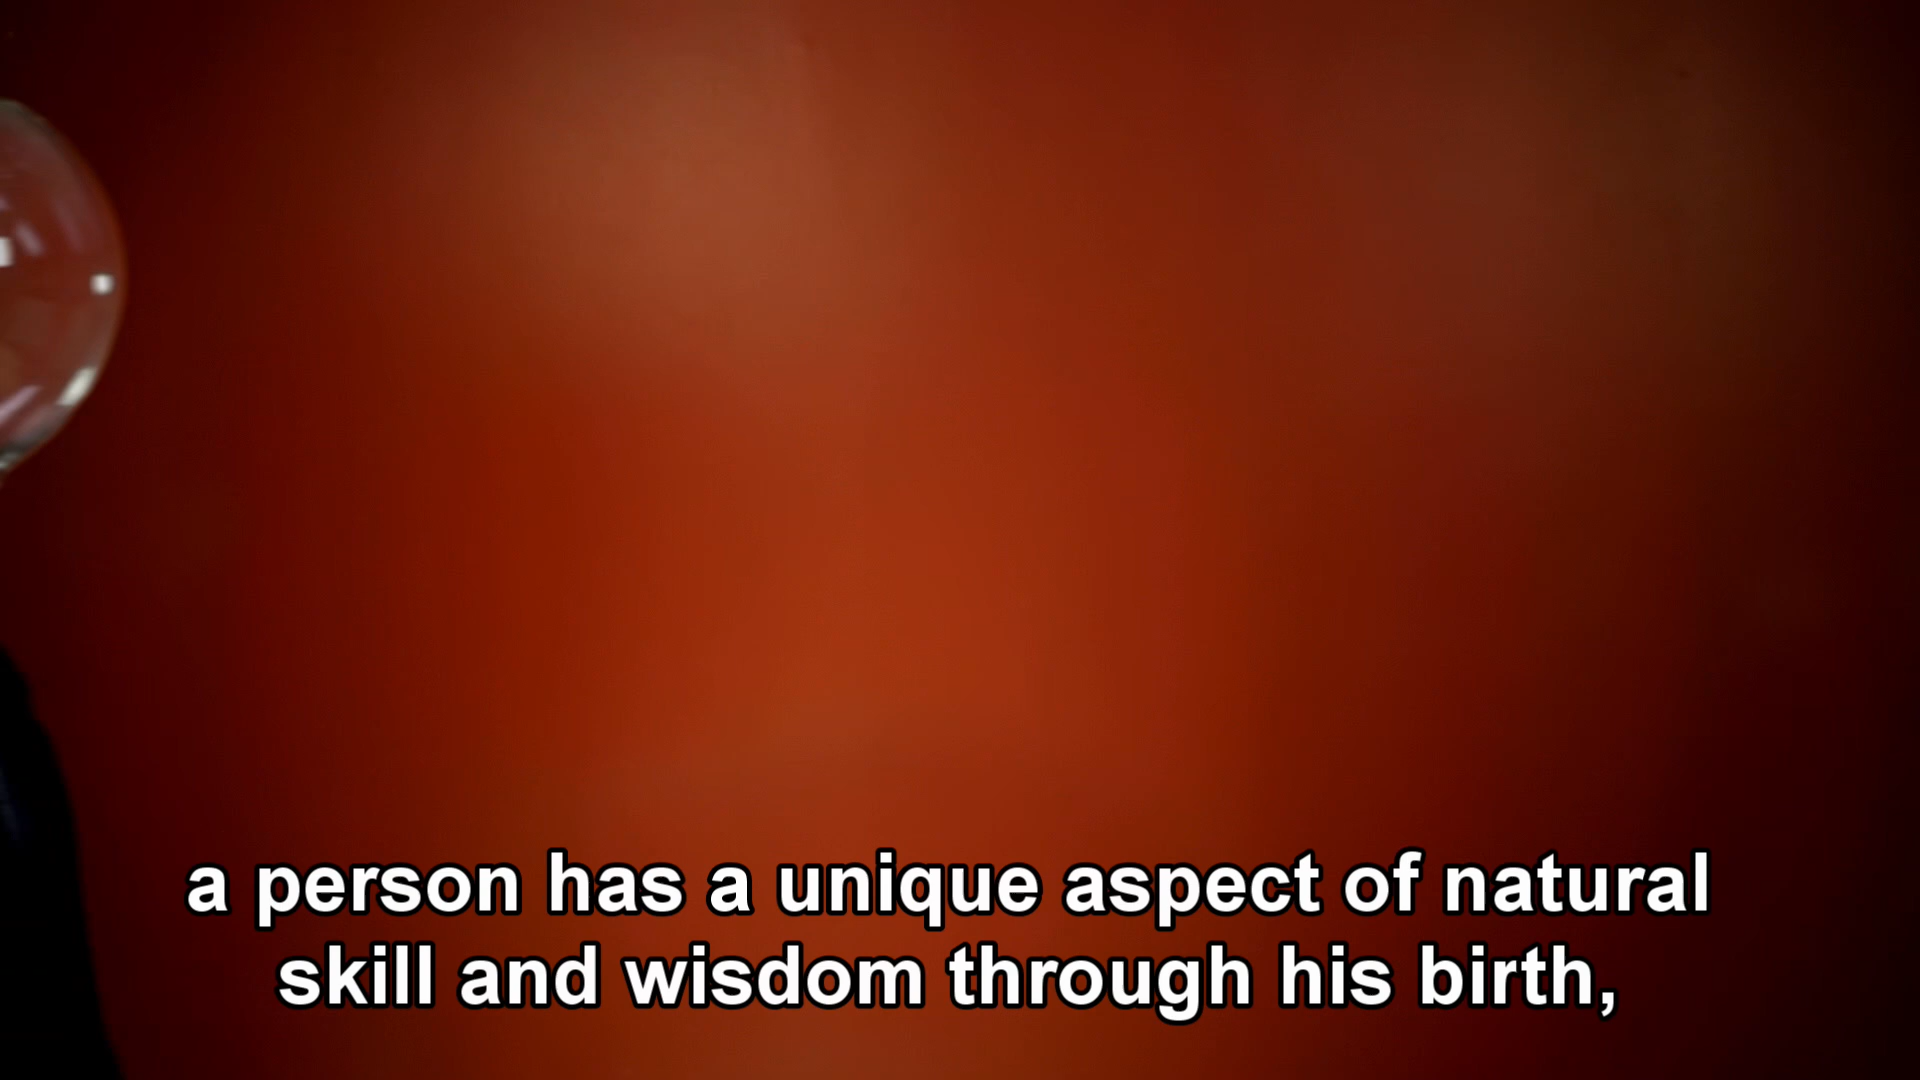 a person has a unique aspect of natural
skill and wisdom through his birth,